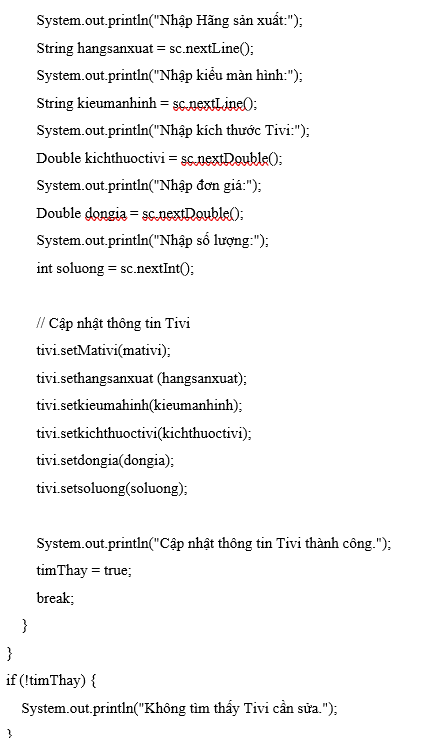 System.out.println("Nhập Hãng sản xuất:");
String hangsanxuat = sc.nextLine();
System.out.println("Nhập kiểu màn hình:");
String kieumanhinh = sc.nextLine();
System.out.println("Nhập kích thước Tivi:");
Double kichthuoctivi = sc.nextDouble();
System.out.println("Nhập đơn giá:");
Double dongia = sc.nextDouble();
System.out.println("Nhập số lượng:");
int soluong = sc.nextInt();
// Cập nhật thông tin Tivi
tivi.setMativi(mativi);
tivi.sethangsanxuat (hangsanxuat);
tivi.setkieumahinh(kieumanhinh);
tivi.setkichthuoctivi(kichthuoctivi);
tivi.setdongia(dongia);
tivi.setsoluong(soluong);
System.out.println("Cập nhật thông tin Tivi thành công.");
timThay = true;
break;
}
}
if (!timThay) {
System.out.println("Không tìm thấy Tivi cần sửa.");
}